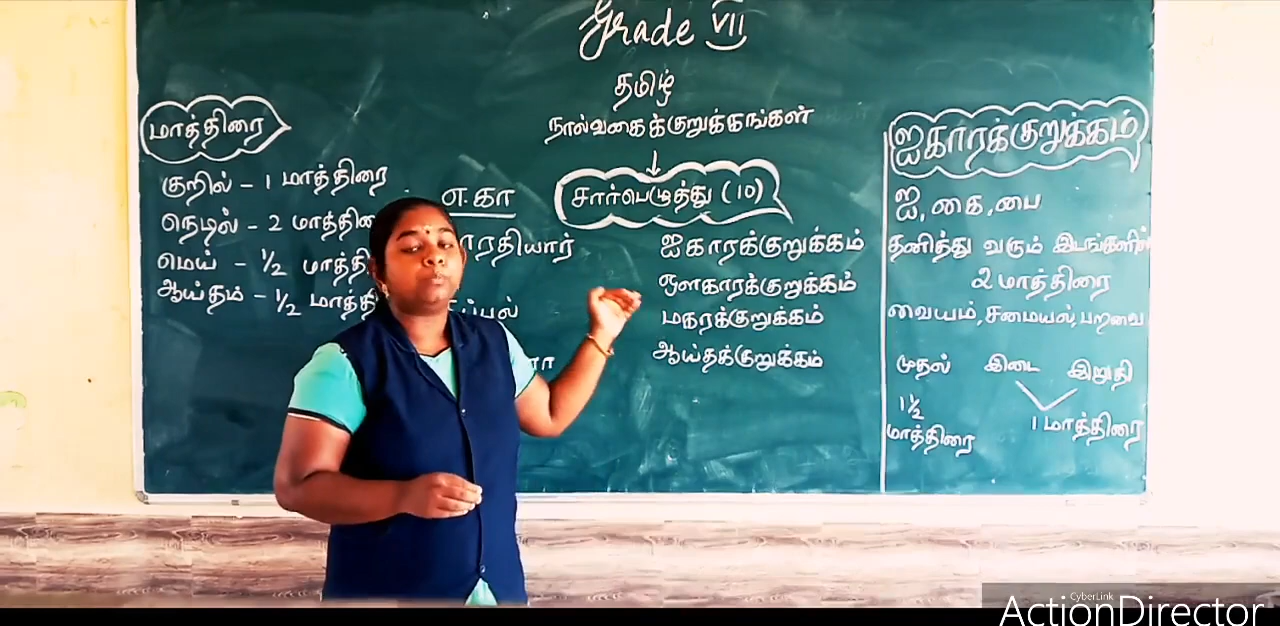 Grade VII
தமிழ்
நால்வகைக்குறுக்கங்கள்
சார்பெழுத்து (10)
மாத்திரை
குறில் - 1 மாத்திரை
நெடில் - 2
மெய் - 1/2
ஆய்தம் - 1/2
எ.கா
ஐகாரக்குறுக்கம்
ஔகாரக்குறுக்கம்
மகரக்குறுக்கம்
ஆய்தக்குறுக்கம்
ஐகாரக்குறுக்கம்
ஐ, கை, பை
தனித்து வரும் இடங்களில்
2 மாத்திரை
வையம், சமையல், பறவை
முதல் இடை இறுதி
1 1/2
மாத்திரை 1 மாத்திரை
CyberLink
ActionDirector